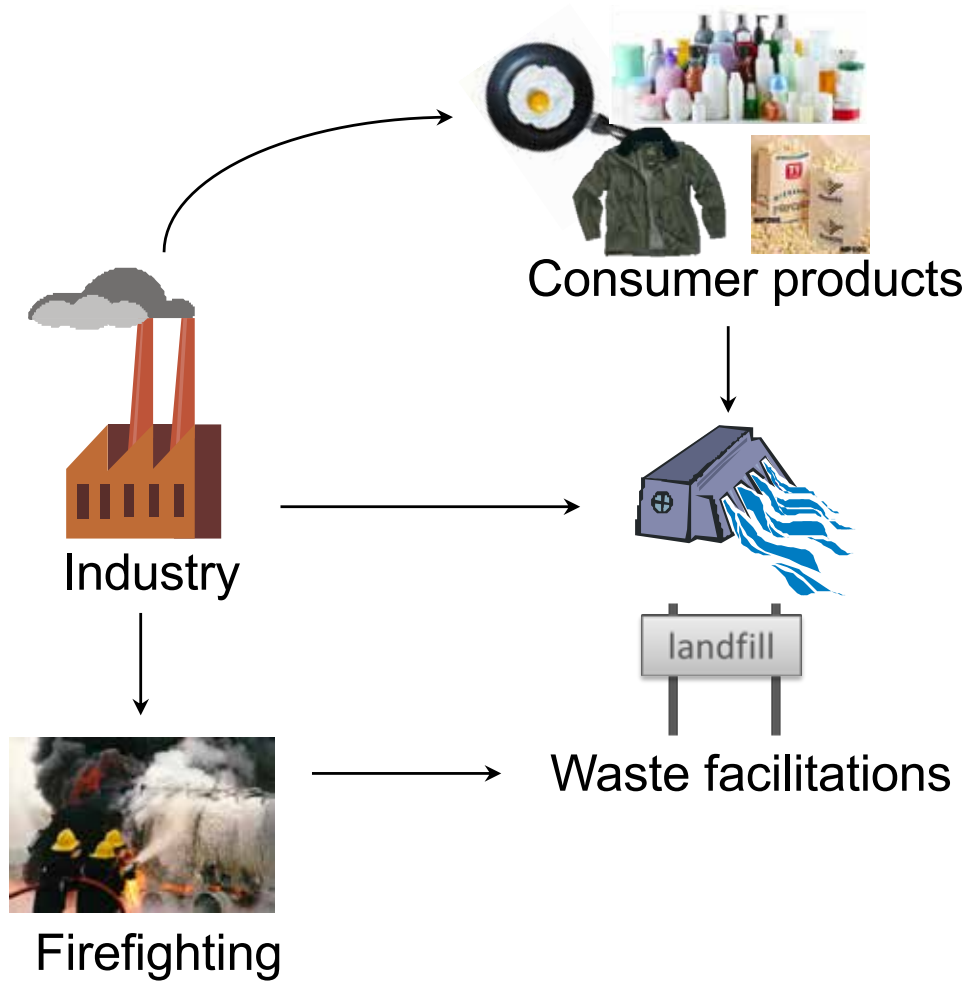 Consumer products
Industry
landfill
Waste facilitations
Firefighting